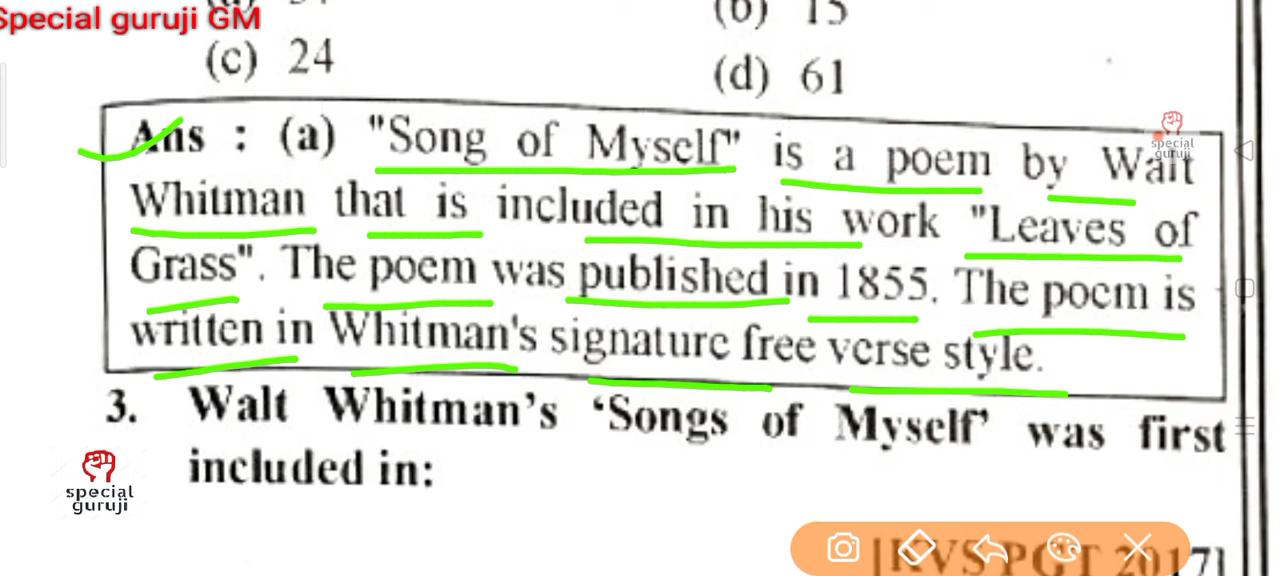 Special guruji GM
(b) 15
(c) 24
(d) 61
Ans : (a) "Song of Myself" is a poem by Walt
Whitman that is included in his work "Leaves of
Grass". The poem was published in 1855. The poem is
written in Whitman's signature free verse style.
special
guruji
3. Walt Whitman's 'Songs of Myself' was first
included in:
special
guruji
[KVS PGT 2017]